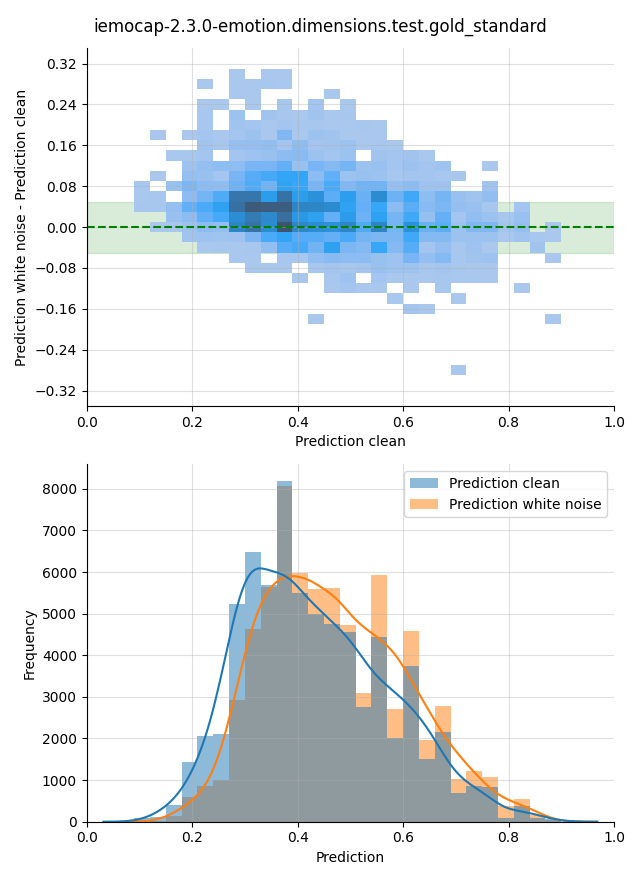 iemocap-2.3.0-emotion.dimensions.test.gold_standard
Prediction white noise - Prediction clean
0.32
0.24
0.16
0.08
0.00
−0.08
−0.16
−0.24
−0.32
0.0 0.2 0.4 0.6 0.8 1.0
Prediction clean
Frequency
8000
7000
6000
5000
4000
3000
2000
1000
0
Prediction clean
Prediction white noise
0.0 0.2 0.4 0.6 0.8 1.0
Prediction